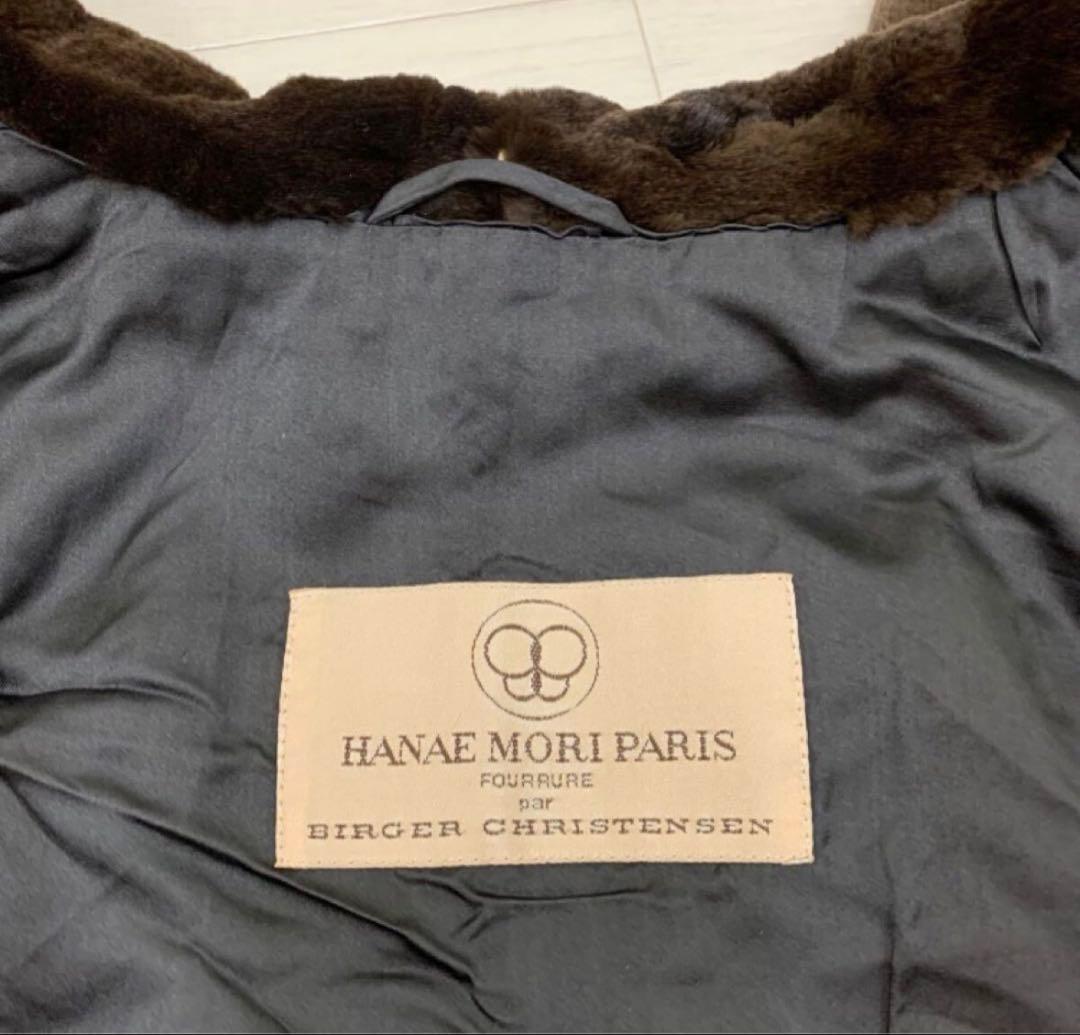 HANAE MORI PARIS
FOURRURE
par
BIRGER CHRISTENSEN